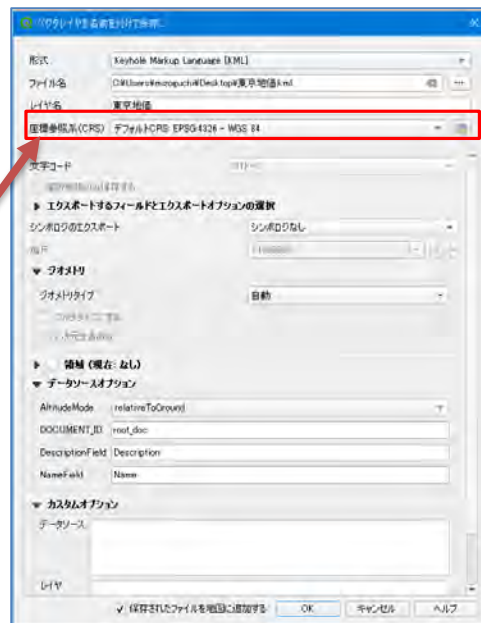 ベクタレイヤを名前を付けて保存...
形式 Keyhole Markup Language [KML]
ファイル名 C:¥Users¥mizoguchi¥Desktop¥東京地価.kml
レイヤ名 東京地価
座標参照系(CRS) デフォルトCRS: EPSG:4326 - WGS 84
文字コード
エクスポートするフィールドとエクスポートオプションの選択
シンボロジのエクスポート シンボロジなし
縮尺
ジオメトリ
ジオメトリタイプ 自動
領域 (現在: なし)
データソースオプション
AltitudeMode relativeToGround
DOCUMENT_ID root_doc
DescriptionField Description
NameField Name
カスタムオプション
データソース
レイヤ
✓ 保存されたファイルを地図に追加する OK キャンセル ヘルプ